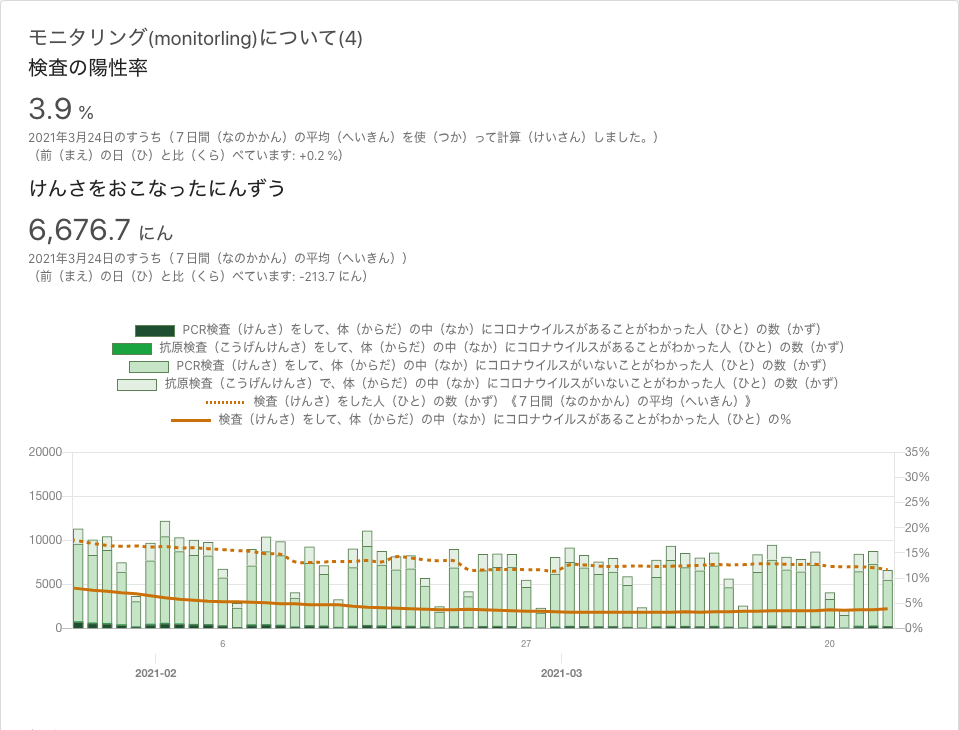 モニタリング(monitorling)について(4)
検査の陽性率
3.9 %
2021年3月24日のすうち（７日間（なのかかん）の平均（へいきん）を使（つか）って計算（けいさん）しました。）
（前（まえ）の日（ひ）と比（くら）べています: +0.2 %）
けんさをおこなったにんずう
6,676.7 にん
2021年3月24日のすうち（７日間（なのかかん）の平均（へいきん））
（前（まえ）の日（ひ）と比（くら）べています: -213.7 にん）
PCR検査（けんさ）をして、体（からだ）の中（なか）にコロナウイルスがあることがわかった人（ひと）の数（かず）
抗原検査（こうげんけんさ）をして、体（からだ）の中（なか）にコロナウイルスがあることがわかった人（ひと）の数（かず）
PCR検査（けんさ）をして、体（からだ）の中（なか）にコロナウイルスがいないことがわかった人（ひと）の数（かず）
抗原検査（こうげんけんさ）で、体（からだ）の中（なか）にコロナウイルスがいないことがわかった人（ひと）の数（かず）
検査（けんさ）をした人（ひと）の数（かず）《７日間（なのかかん）の平均（へいきん）》
検査（けんさ）をして、体（からだ）の中（なか）にコロナウイルスがあることがわかった人（ひと）の%
20000 35%
30%
15000 25%
20%
10000 15%
10%
5000 5%
0 0%
6 27 20
2021-02 2021-03